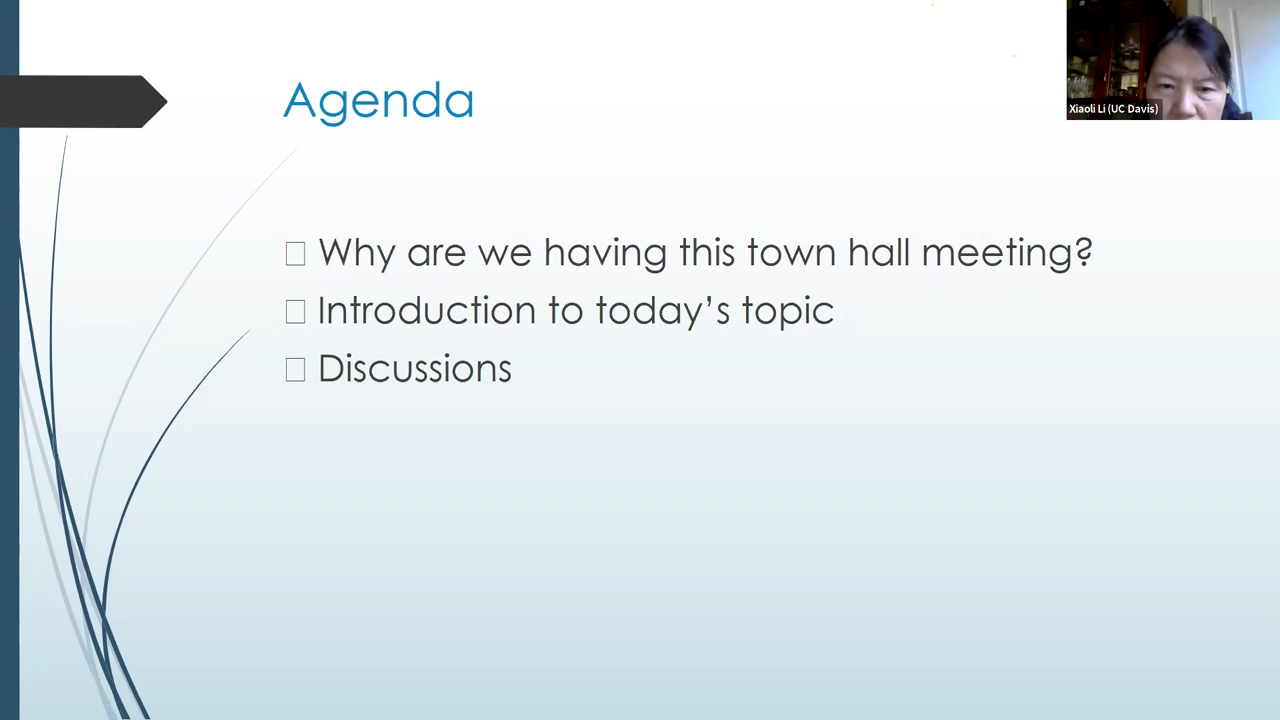 Agenda
Xiaoli Li (UC Davis)
Why are we having this town hall meeting?
Introduction to today’s topic
Discussions